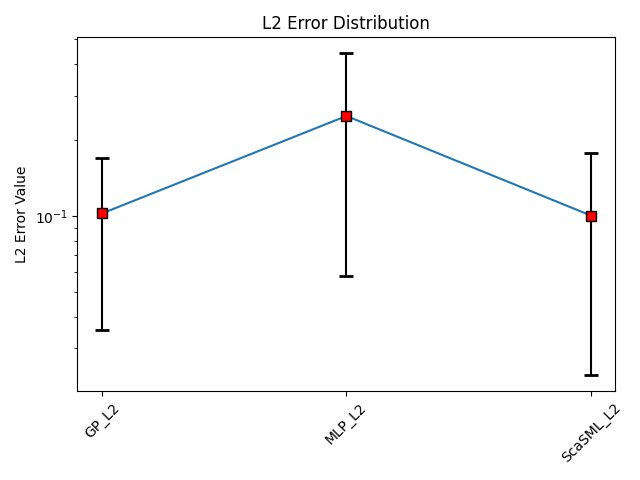 L2 Error Distribution
L2 Error Value
10⁻¹
GP_L2
MLP_L2
ScaSML_L2